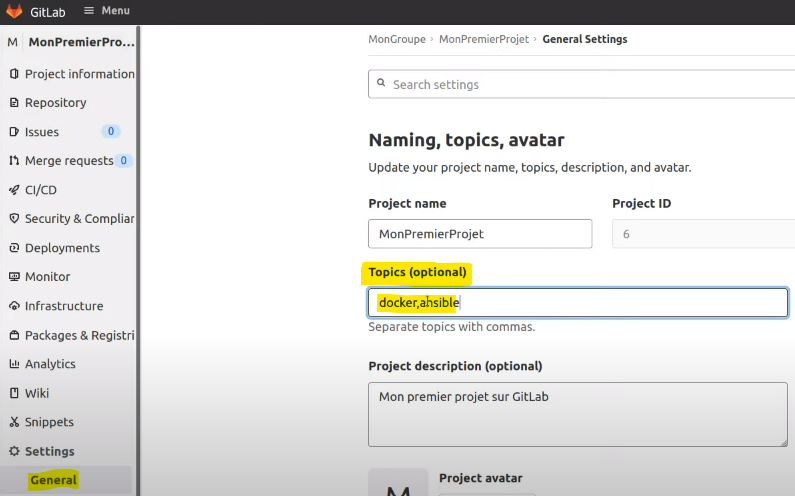 GitLab Menu
M MonPremierPro...
Project information
Repository
Issues 0
Merge requests 0
CI/CD
Security & Complian
Deployments
Monitor
Infrastructure
Packages & Registri
Analytics
Wiki
Snippets
Settings
General
MonGroupe › MonPremierProjet › General Settings
Search settings
Naming, topics, avatar
Update your project name, topics, description, and avatar.
Project name
MonPremierProjet
Project ID
6
Topics (optional)
docker,ansible
Separate topics with commas.
Project description (optional)
Mon premier projet sur GitLab
M
Project avatar